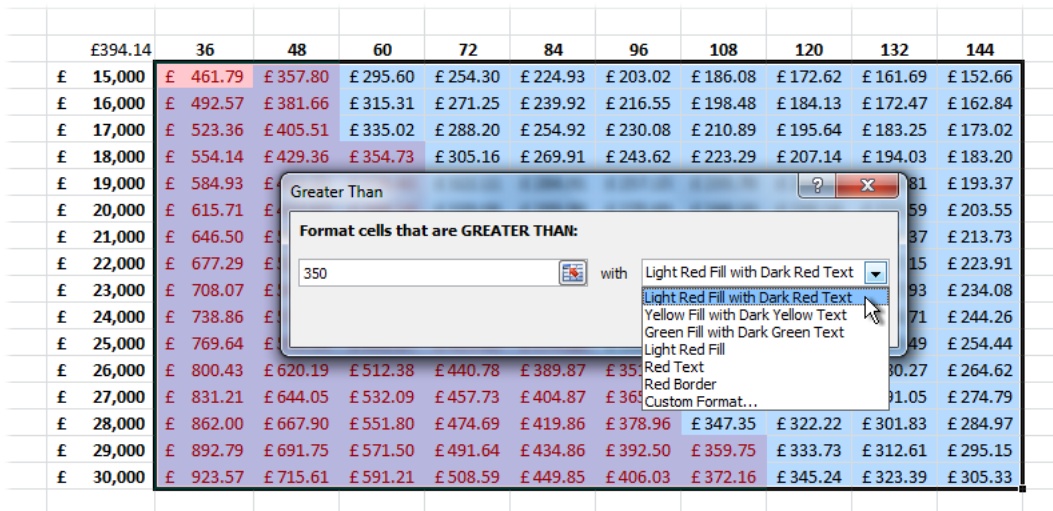 £394.14 36 48 60 72 84 96 108 120 132 144
£ 15,000 £ 461.79 £ 357.80 £ 295.60 £ 254.30 £ 224.93 £ 203.02 £ 186.08 £ 172.62 £ 161.69 £ 152.66
£ 16,000 £ 492.57 £ 381.66 £ 315.31 £ 271.25 £ 239.92 £ 216.55 £ 198.48 £ 184.13 £ 172.47 £ 162.84
£ 17,000 £ 523.36 £ 405.51 £ 335.02 £ 288.20 £ 254.92 £ 230.08 £ 210.89 £ 195.64 £ 183.25 £ 173.02
£ 18,000 £ 554.14 £ 429.36 £ 354.73 £ 305.16 £ 269.91 £ 243.62 £ 223.29 £ 207.14 £ 194.03 £ 183.20
£ 19,000 £ 584.93 £ 81 £ 193.37
Greater Than ?
£ 20,000 £ 615.71 £ 59 £ 203.55
Format cells that are GREATER THAN:
£ 21,000 £ 646.50 £ 37 £ 213.73
£ 22,000 £ 677.29 £ 15 £ 223.91
350 with Light Red Fill with Dark Red Text
£ 23,000 £ 708.07 £ 93 £ 234.08
Light Red Fill with Dark Red Text
Yellow Fill with Dark Yellow Text
£ 24,000 £ 738.86 £ 71 £ 244.26
Green Fill with Dark Green Text
£ 25,000 £ 769.64 £ 49 £ 254.44
Light Red Fill
Red Text
£ 26,000 £ 800.43 £ 620.19 £ 512.38 £ 440.78 £ 389.87 £ 0.27 £ 264.62
Red Border
£ 27,000 £ 831.21 £ 644.05 £ 532.09 £ 457.73 £ 404.87 £ 1.05 £ 274.79
Custom Format...
£ 28,000 £ 862.00 £ 667.90 £ 551.80 £ 474.69 £ 419.86 £ 378.96 £ 347.35 £ 322.22 £ 301.83 £ 284.97
£ 29,000 £ 892.79 £ 691.75 £ 571.50 £ 491.64 £ 434.86 £ 392.50 £ 359.75 £ 333.73 £ 312.61 £ 295.15
£ 30,000 £ 923.57 £ 715.61 £ 591.21 £ 508.59 £ 449.85 £ 406.03 £ 372.16 £ 345.24 £ 323.39 £ 305.33